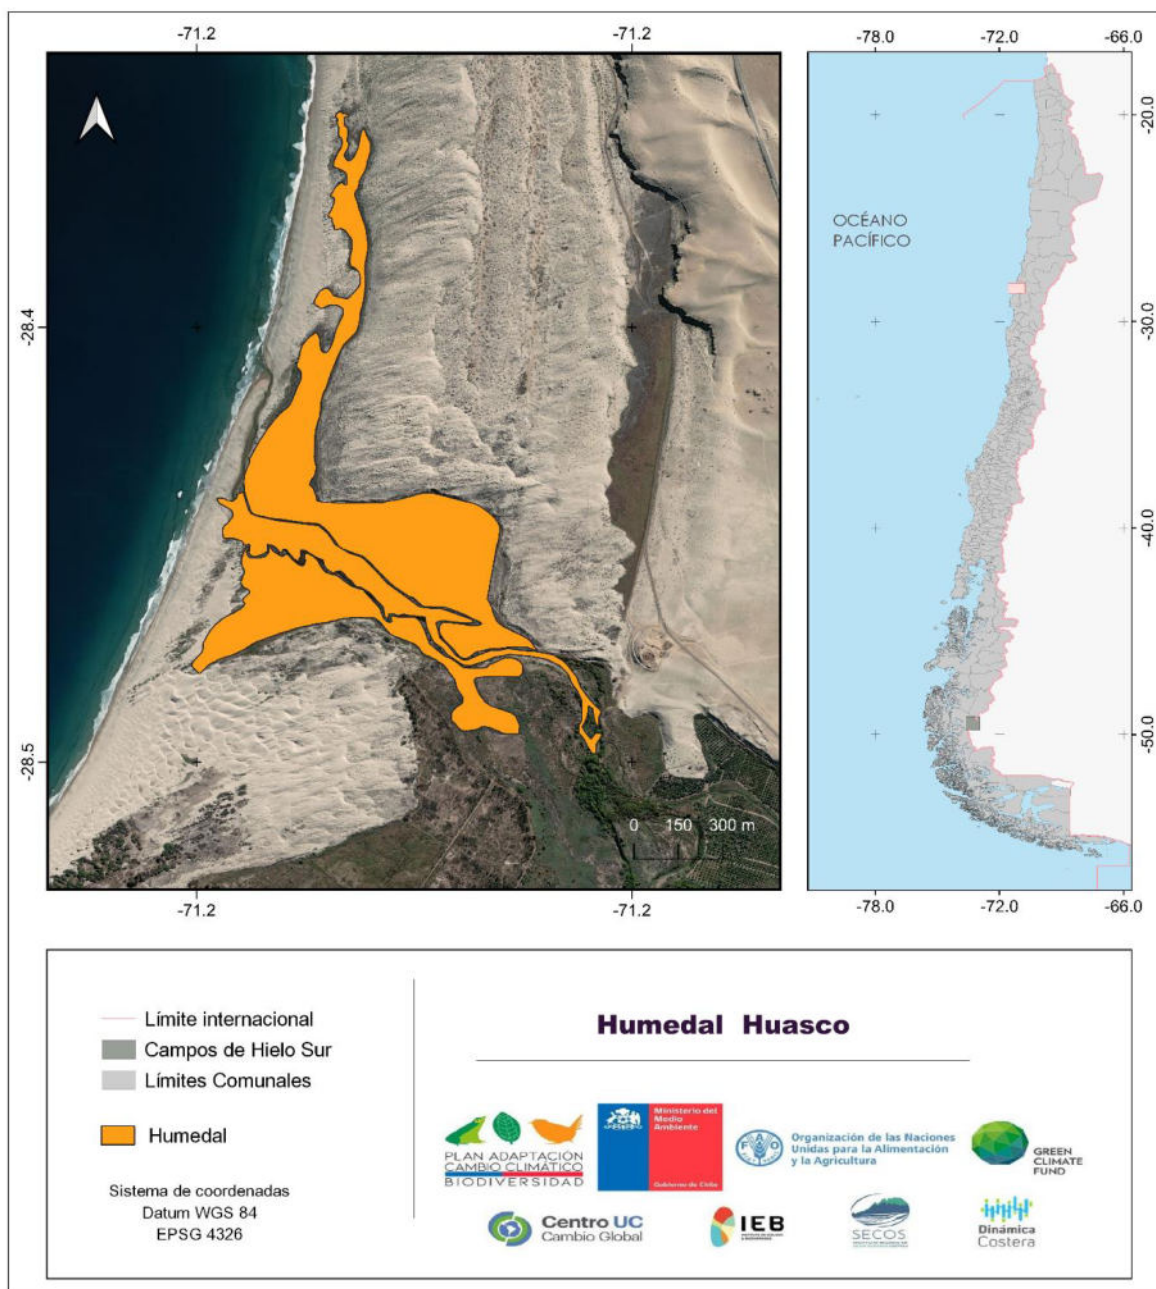 -71.2
-71.2
-78.0
-72.0
-66.0
-20.0
OCÉANO
PACÍFICO
-28.4
-30.0
-40.0
-28.5
-50.0
0 150 300 m
-71.2
-71.2
-78.0
-72.0
-66.0
Límite internacional
Campos de Hielo Sur
Límites Comunales
Humedal
Sistema de coordenadas
Datum WGS 84
EPSG 4326
Humedal Huasco
PLAN ADAPTACIÓN
CAMBIO CLIMÁTICO
BIODIVERSIDAD
Ministerio del
Medio
Ambiente
Gobierno de Chile
FAO
Organización de las Naciones
Unidas para la Alimentación
y la Agricultura
GREEN
CLIMATE
FUND
Centro UC
Cambio Global
IEB
SECOS
Dinámica
Costera